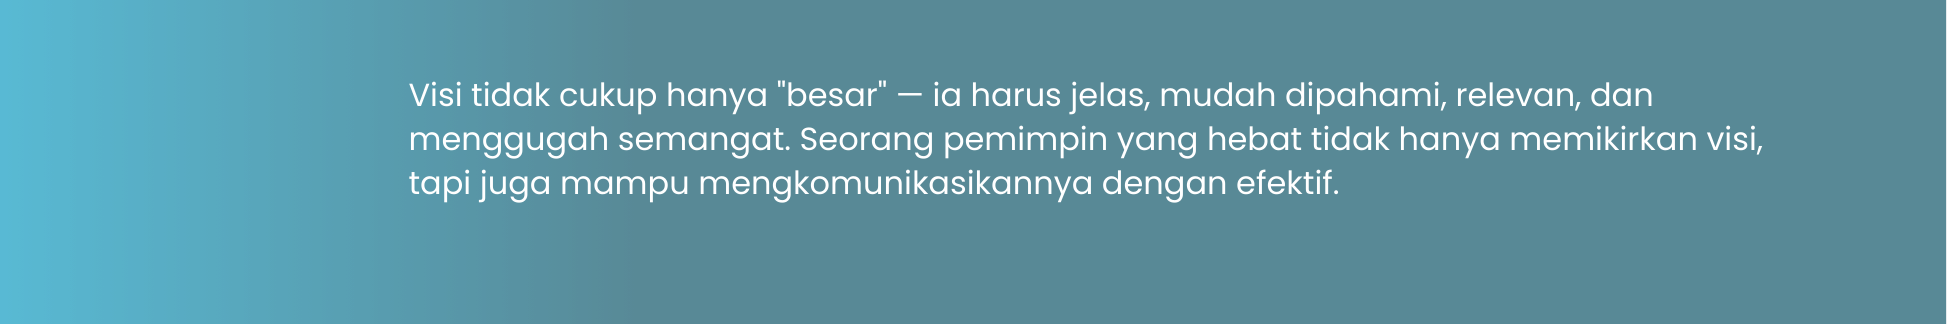 Visi tidak cukup hanya "besar" — ia harus jelas, mudah dipahami, relevan, dan
menggugah semangat. Seorang pemimpin yang hebat tidak hanya memikirkan visi,
tapi juga mampu mengkomunikasikannya dengan efektif.